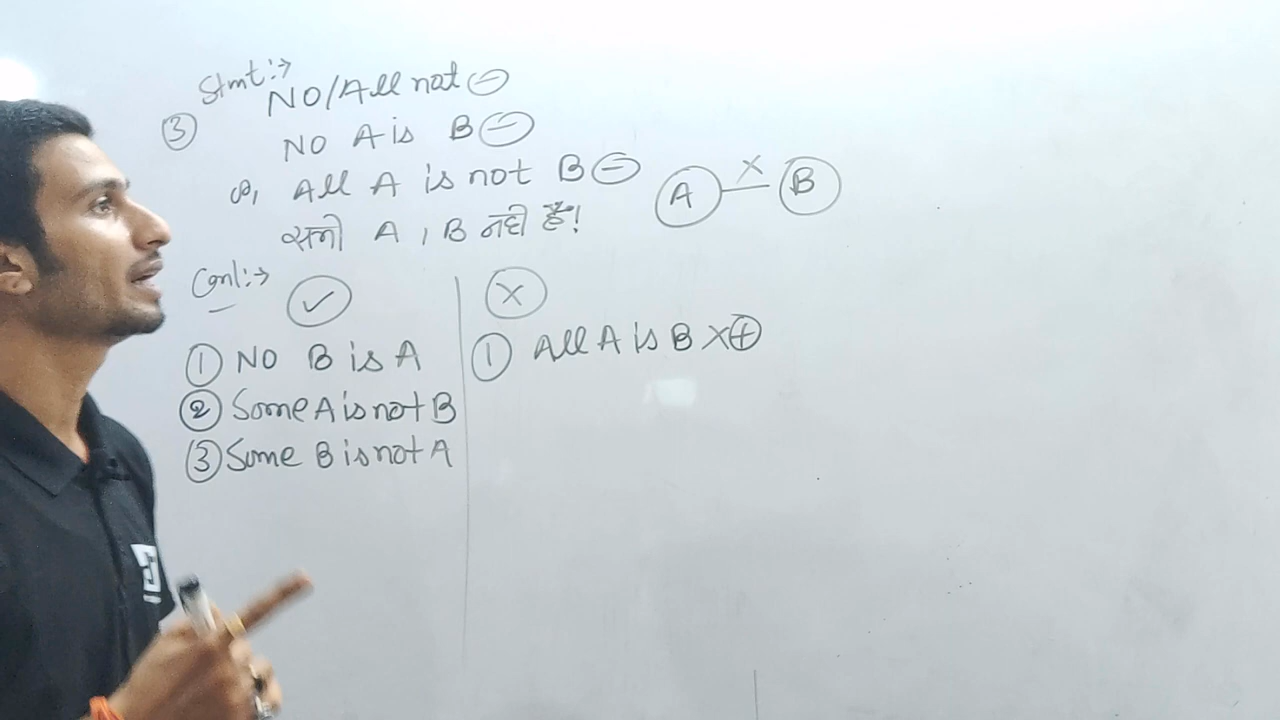 Stmt:→
NO/All not ⊖
③
NO A is B ⊖
or, All A is not B ⊖
सभी A, B नही है!
A × B
Conl:→
✓
① NO B is A
② Some A is not B
③ Some B is not A
×
① All A is B × ⊕